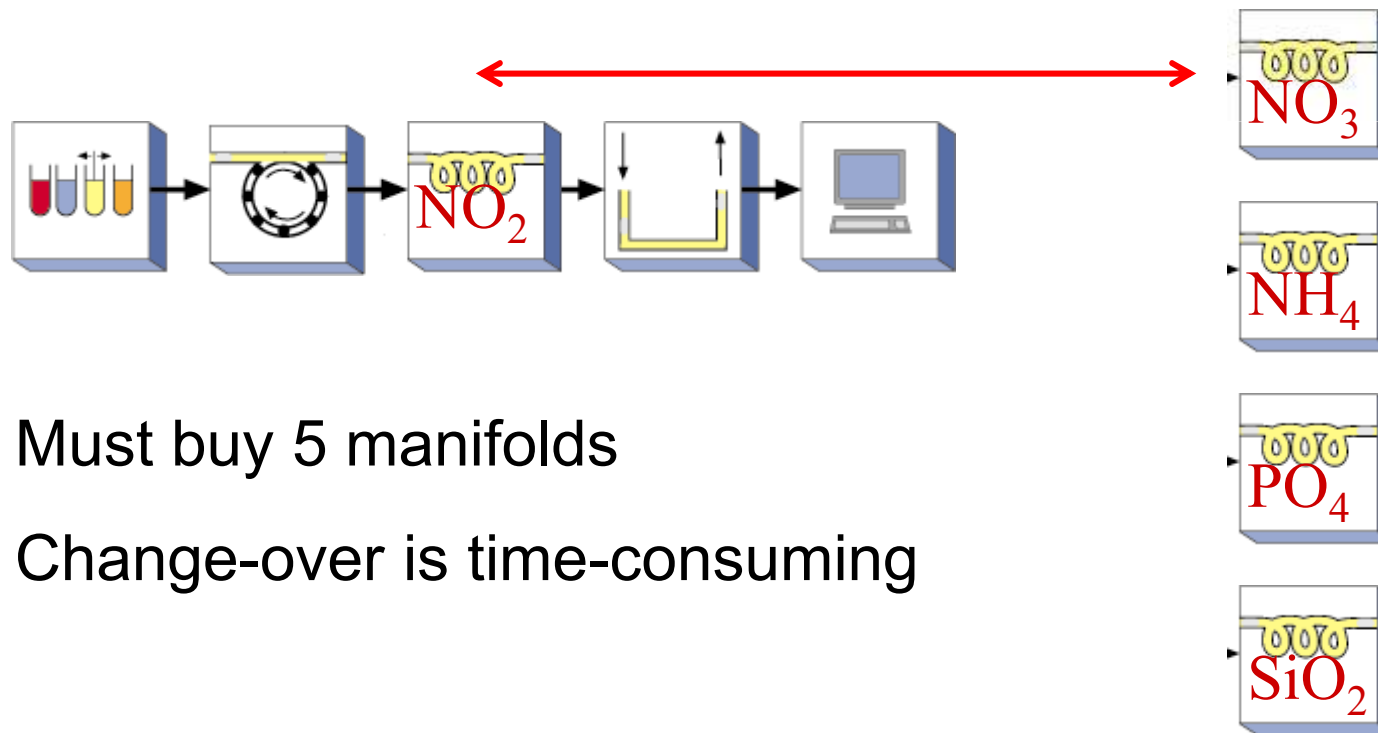 NO₃
NO₂
NH₄
PO₄
SiO₂
Must buy 5 manifolds
Change-over is time-consuming